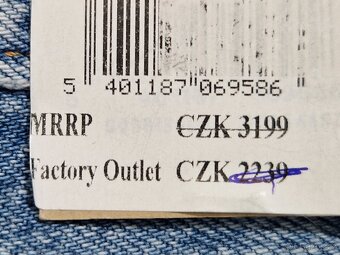 5 401187 069586
MRRP CZK 3199
Factory Outlet CZK 2239